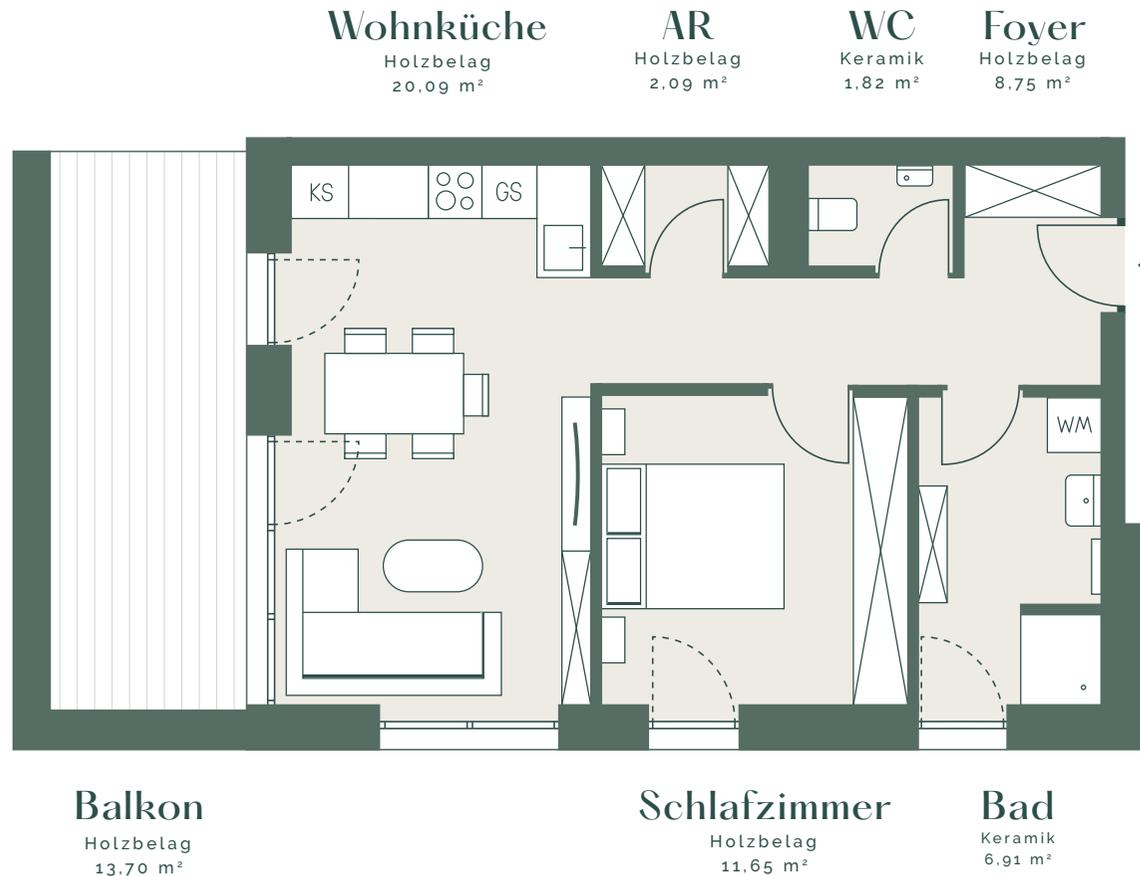 Wohnküche
Holzbelag
20,09 m²
AR
Holzbelag
2,09 m²
WC
Keramik
1,82 m²
Foyer
Holzbelag
8,75 m²
KS
GS
WM
Balkon
Holzbelag
13,70 m²
Schlafzimmer
Holzbelag
11,65 m²
Bad
Keramik
6,91 m²